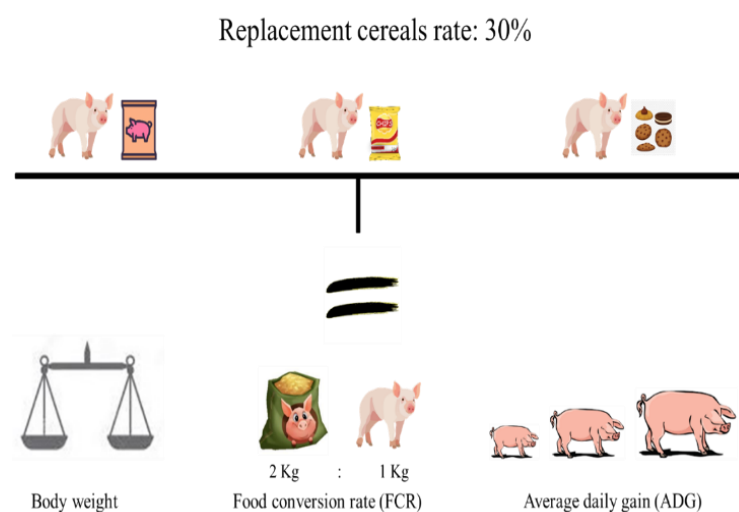 Replacement cereals rate: 30%
2 Kg : 1 Kg
Body weight
Food conversion rate (FCR)
Average daily gain (ADG)